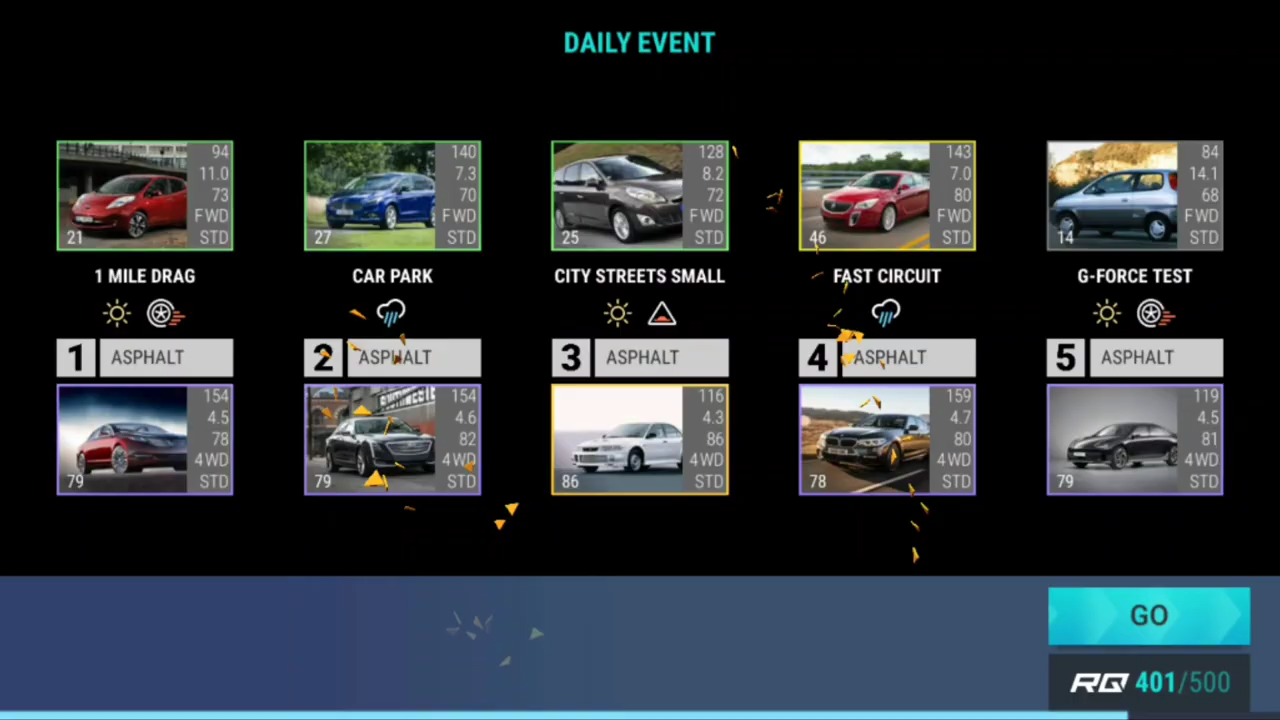 DAILY EVENT
94
11.0
73
FWD
STD
21
140
7.3
70
FWD
STD
27
128
8.2
72
FWD
STD
25
143
7.0
80
FWD
STD
46
84
14.1
68
FWD
STD
14
1 MILE DRAG
CAR PARK
CITY STREETS SMALL
FAST CIRCUIT
G-FORCE TEST
1 ASPHALT
2 ASPHALT
3 ASPHALT
4 ASPHALT
5 ASPHALT
154
4.5
78
4WD
STD
79
154
4.6
82
4WD
STD
79
116
4.3
86
4WD
STD
86
159
4.7
80
4WD
STD
78
119
4.5
81
4WD
STD
79
GO
RQ 401/500